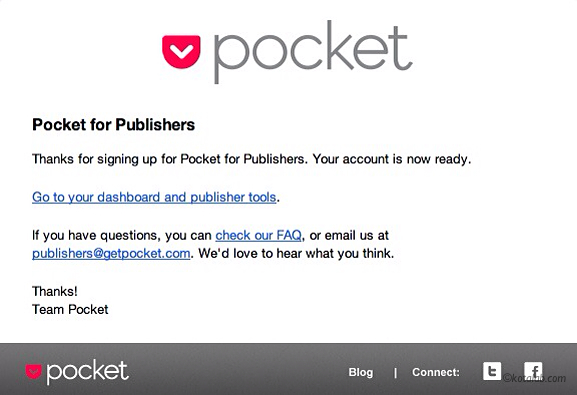 pocket
Pocket for Publishers
Thanks for signing up for Pocket for Publishers. Your account is now ready.
Go to your dashboard and publisher tools.
If you have questions, you can check our FAQ, or email us at
publishers@getpocket.com. We'd love to hear what you think.
Thanks!
Team Pocket
pocket Blog | Connect: